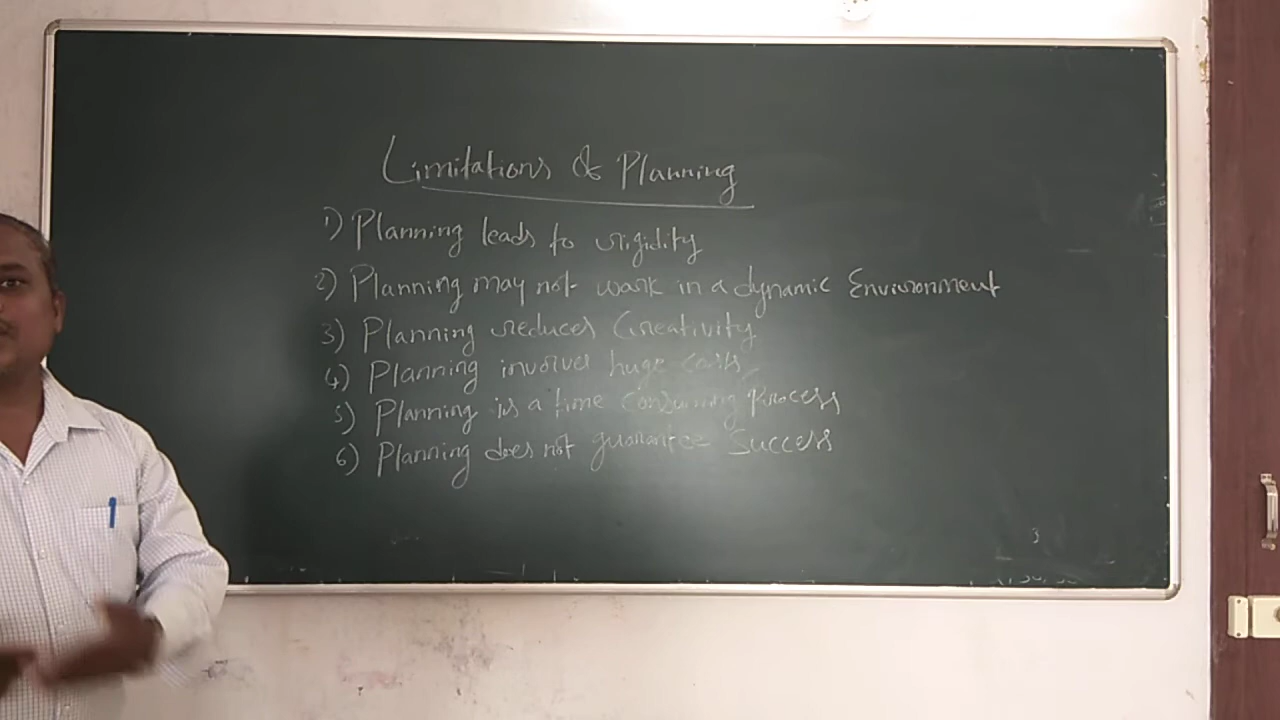 Limitations of Planning
1) Planning leads to rigidity
2) Planning may not work in a dynamic Environment
3) Planning reduces Creativity
4) Planning involves huge costs
5) Planning is a time consuming Process
6) Planning does not guarantee Success
3